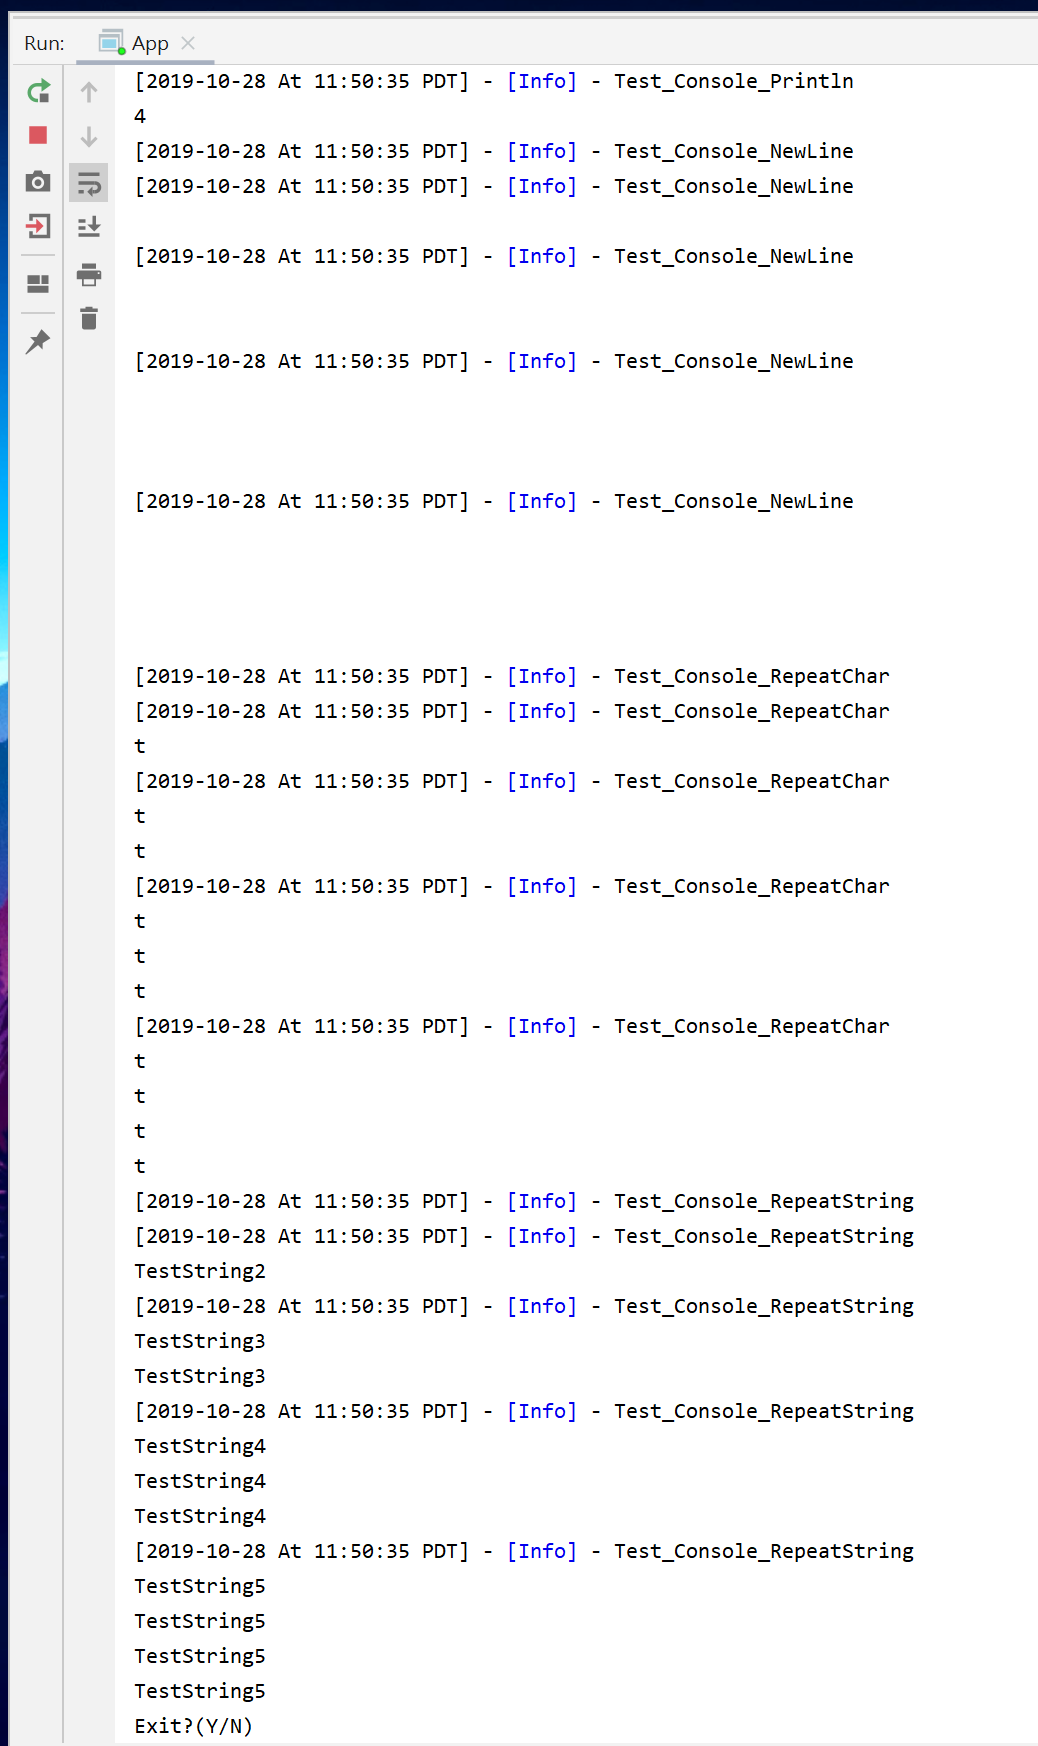 Run: App
[2019-10-28 At 11:50:35 PDT] - [Info] - Test_Console_Println
4
[2019-10-28 At 11:50:35 PDT] - [Info] - Test_Console_NewLine
[2019-10-28 At 11:50:35 PDT] - [Info] - Test_Console_NewLine
[2019-10-28 At 11:50:35 PDT] - [Info] - Test_Console_NewLine
[2019-10-28 At 11:50:35 PDT] - [Info] - Test_Console_NewLine
[2019-10-28 At 11:50:35 PDT] - [Info] - Test_Console_NewLine
[2019-10-28 At 11:50:35 PDT] - [Info] - Test_Console_RepeatChar
[2019-10-28 At 11:50:35 PDT] - [Info] - Test_Console_RepeatChar
t
[2019-10-28 At 11:50:35 PDT] - [Info] - Test_Console_RepeatChar
t
t
[2019-10-28 At 11:50:35 PDT] - [Info] - Test_Console_RepeatChar
t
t
t
[2019-10-28 At 11:50:35 PDT] - [Info] - Test_Console_RepeatChar
t
t
t
t
[2019-10-28 At 11:50:35 PDT] - [Info] - Test_Console_RepeatString
[2019-10-28 At 11:50:35 PDT] - [Info] - Test_Console_RepeatString
TestString2
[2019-10-28 At 11:50:35 PDT] - [Info] - Test_Console_RepeatString
TestString3
TestString3
[2019-10-28 At 11:50:35 PDT] - [Info] - Test_Console_RepeatString
TestString4
TestString4
TestString4
[2019-10-28 At 11:50:35 PDT] - [Info] - Test_Console_RepeatString
TestString5
TestString5
TestString5
TestString5
Exit?(Y/N)